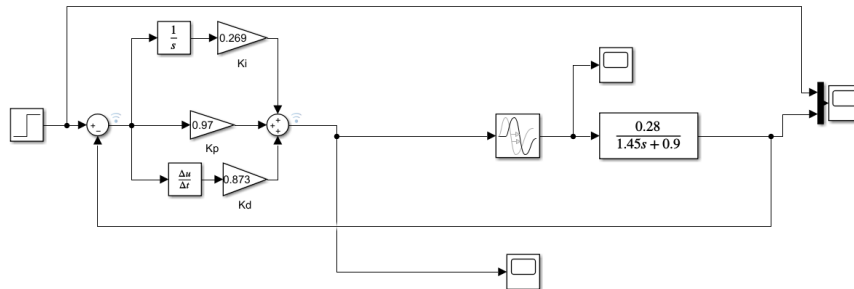 1
s
0.269
Ki
+
-
0.97
Kp
+
+
+
Δu
Δt
0.873
Kd
0.28
1.45s + 0.9